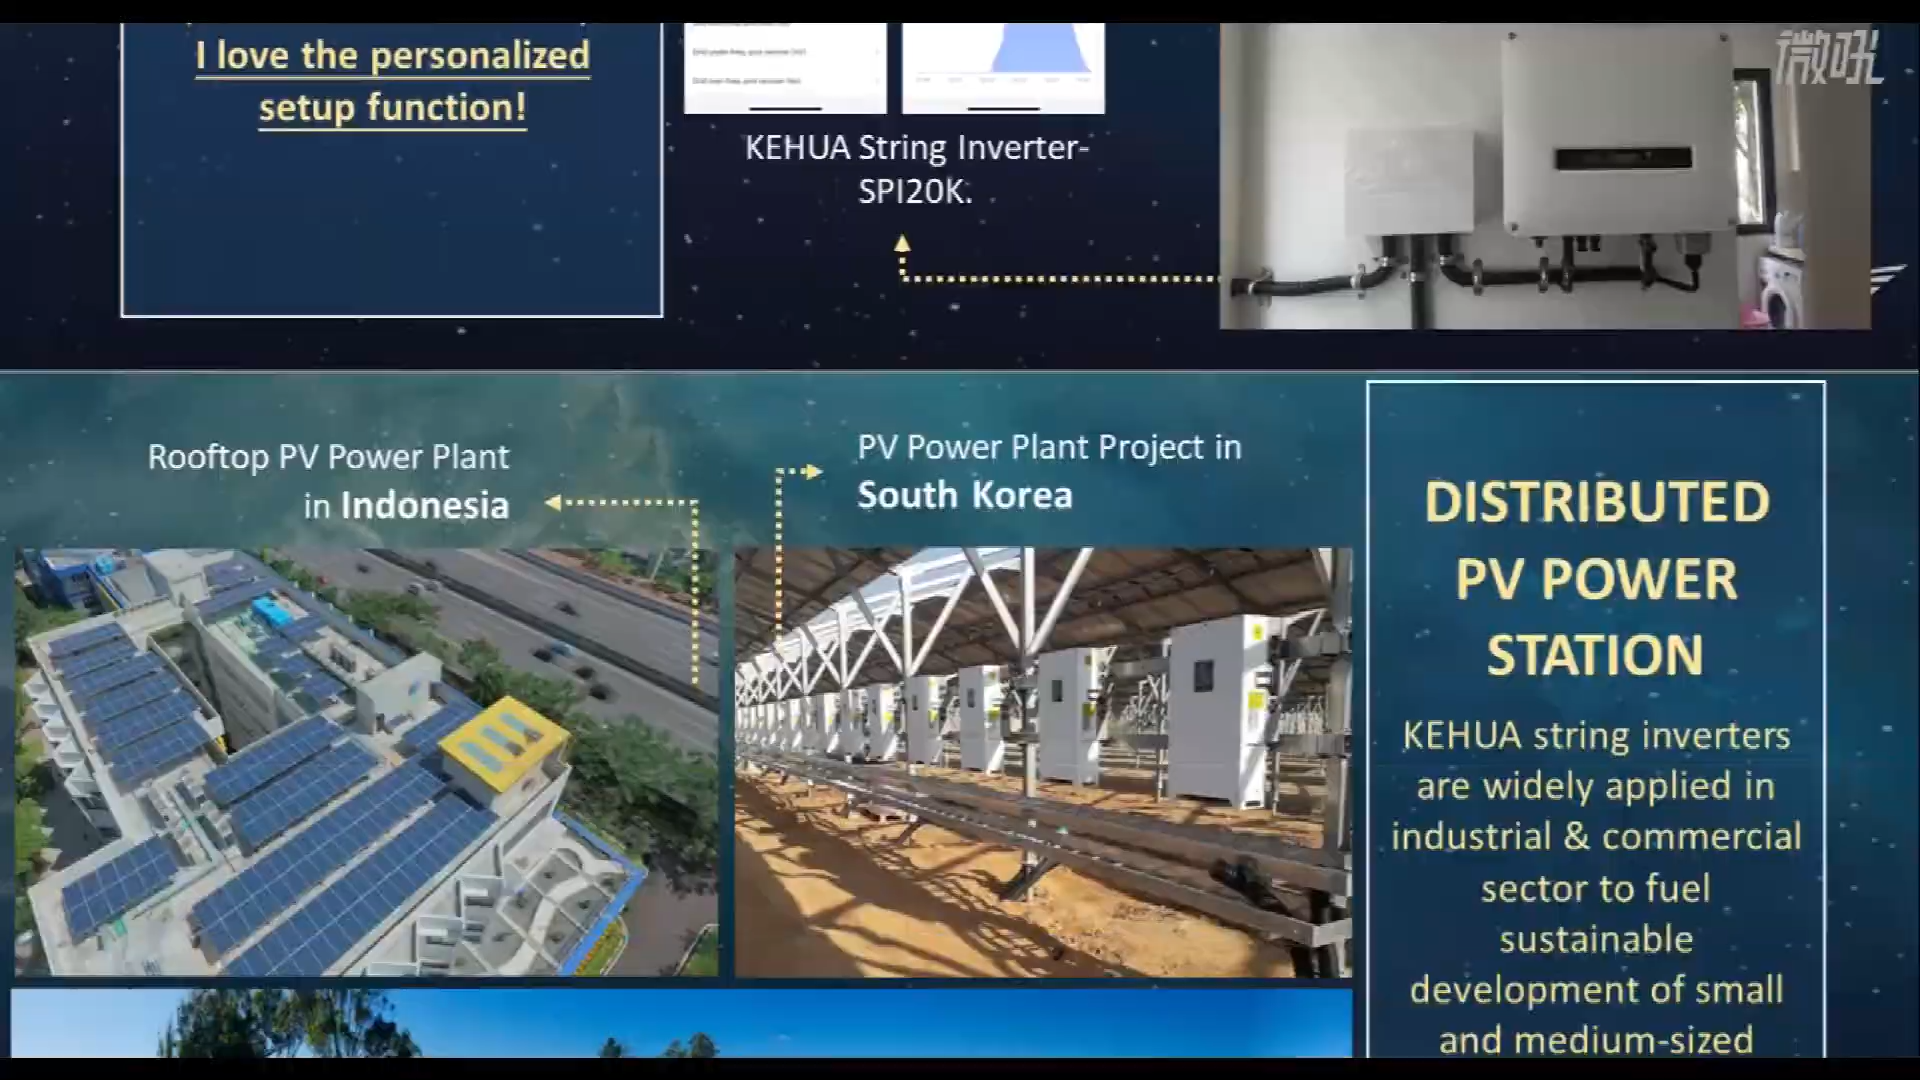 I love the personalized
setup function!
KEHUA String Inverter-
SPI20K.
微吼
Rooftop PV Power Plant
in Indonesia
PV Power Plant Project in
South Korea
DISTRIBUTED
PV POWER
STATION
KEHUA string inverters
are widely applied in
industrial & commercial
sector to fuel
sustainable
development of small
and medium-sized